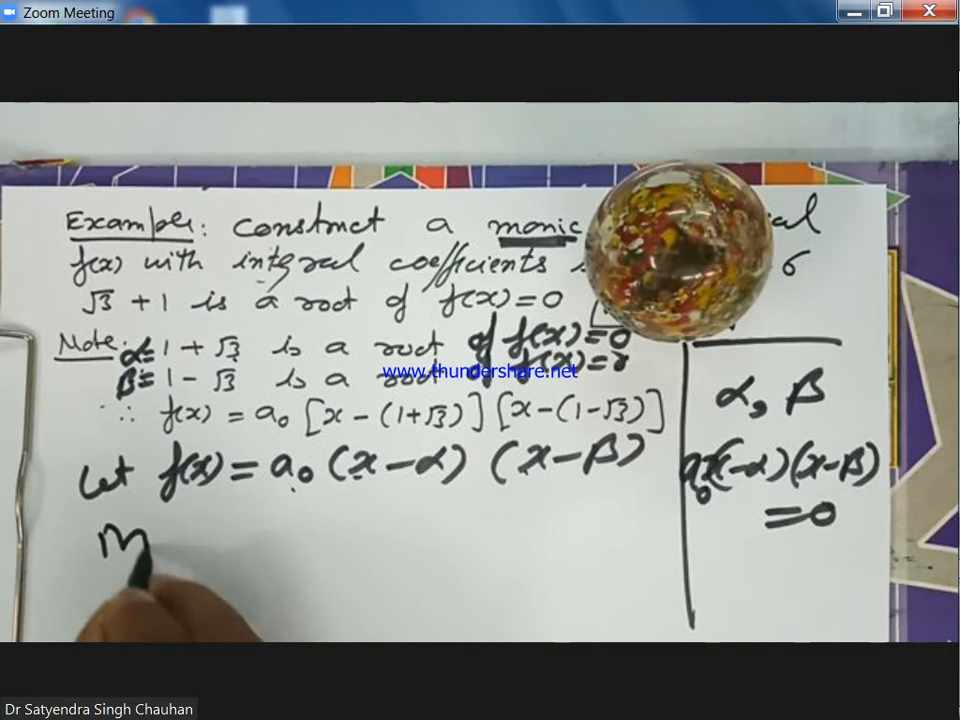 Zoom Meeting
Example: construct a monic
f(x) with integral coefficients 6
√3 + 1 is a root of f(x) = 0
Note: α = 1 + √3 is a root of f(x) = 0
www.thundershare.net
β = 1 - √3 is a root of f(x) =
∴ f(x) = a₀ [x - (1+√3)] [x - (1-√3)]
Let f(x) = a₀ (x - α) (x - β)
α, β
(x - β)
= 0
Dr Satyendra Singh Chauhan